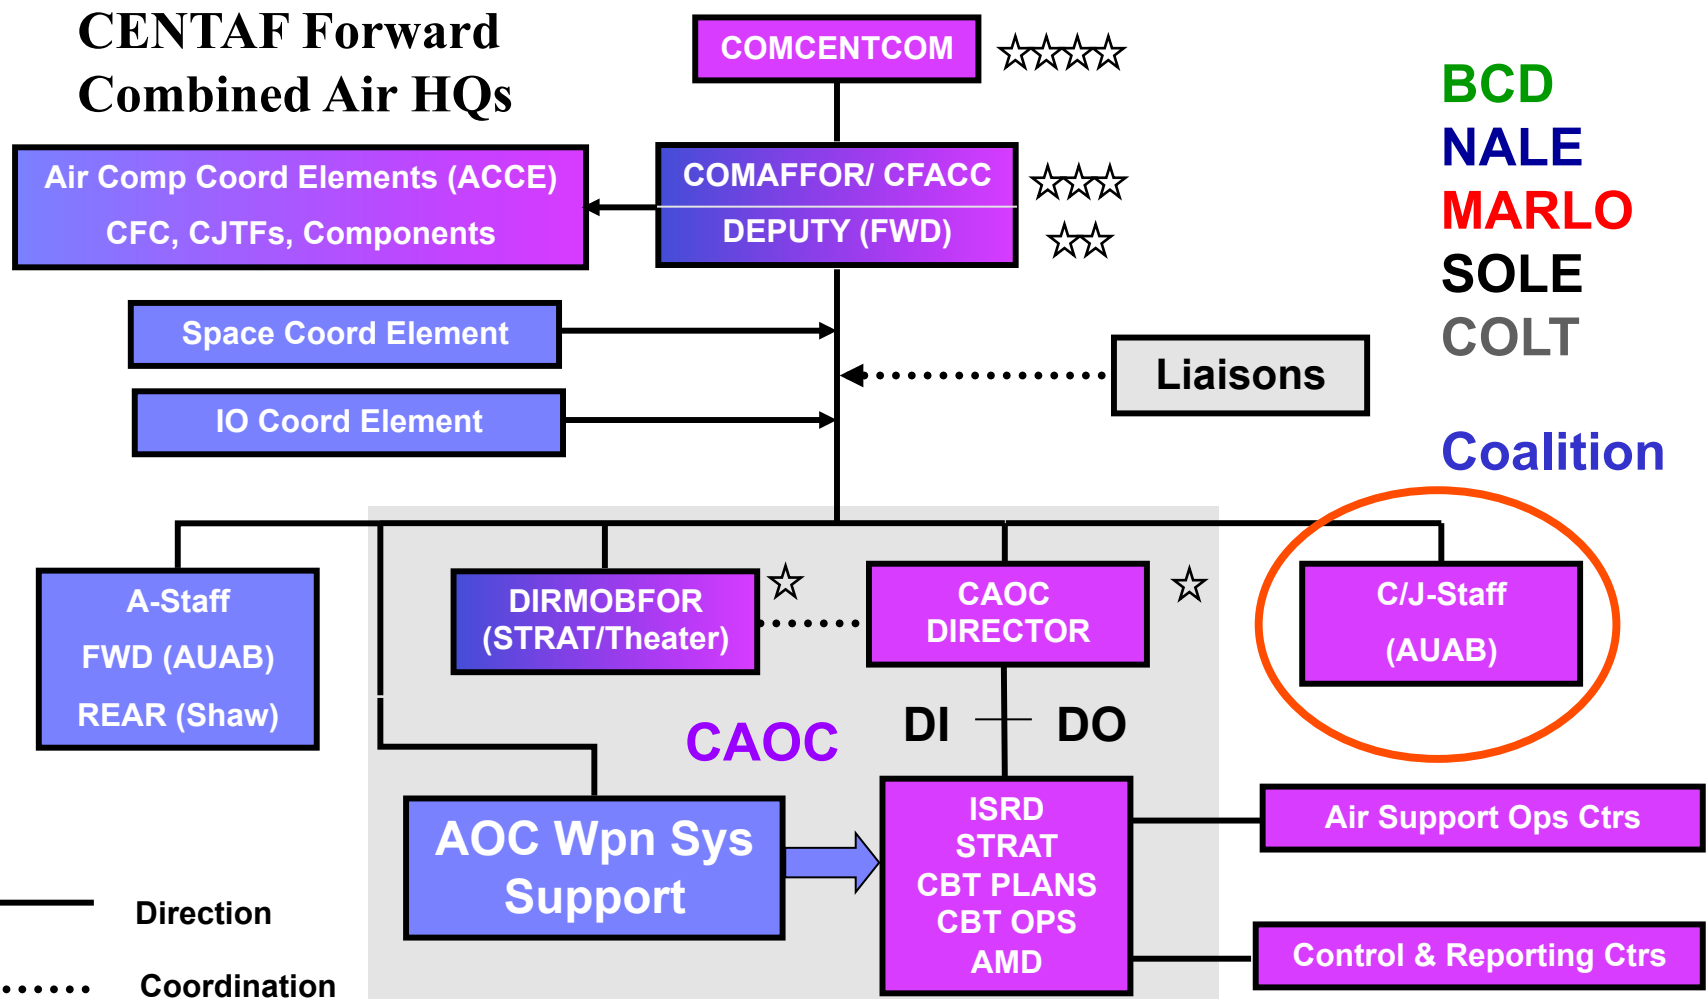 CENTAF Forward
Combined Air HQs
COMCENTCOM
BCD
NALE
MARLO
SOLE
COLT
Coalition
Air Comp Coord Elements (ACCE)
CFC, CJTFs, Components
COMAFFOR/ CFACC
DEPUTY (FWD)
Space Coord Element
Liaisons
IO Coord Element
A-Staff
FWD (AUAB)
REAR (Shaw)
DIRMOBFOR
(STRAT/Theater)
CAOC
DIRECTOR
C/J-Staff
(AUAB)
CAOC
DI
DO
AOC Wpn Sys
Support
ISRD
STRAT
CBT PLANS
CBT OPS
AMD
Air Support Ops Ctrs
Control & Reporting Ctrs
Direction
Coordination